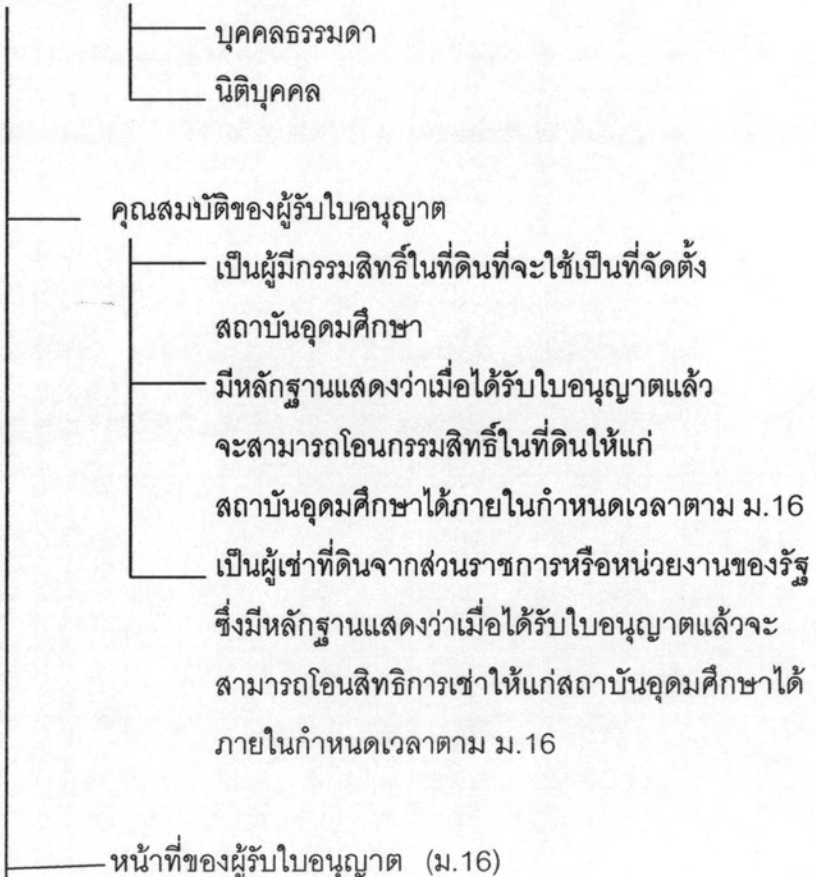 บุคคลธรรมดา
นิติบุคคล
คุณสมบัติของผู้รับใบอนุญาต
เป็นผู้มีกรรมสิทธิ์ในที่ดินที่จะใช้เป็นที่จัดตั้ง
สถาบันอุดมศึกษา
มีหลักฐานแสดงว่าเมื่อได้รับใบอนุญาตแล้ว
จะสามารถโอนกรรมสิทธิ์ในที่ดินให้แก่
สถาบันอุดมศึกษาได้ภายในกำหนดเวลาตาม ม.16
เป็นผู้เช่าที่ดินจากส่วนราชการหรือหน่วยงานของรัฐ
ซึ่งมีหลักฐานแสดงว่าเมื่อได้รับใบอนุญาตแล้วจะ
สามารถโอนสิทธิการเช่าให้แก่สถาบันอุดมศึกษาได้
ภายในกำหนดเวลาตาม ม.16
หน้าที่ของผู้รับใบอนุญาต (ม.16)